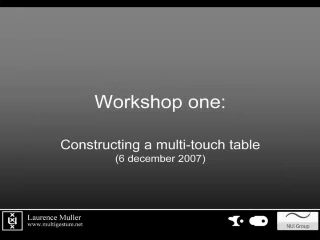 Workshop one:
Constructing a multi-touch table
(6 december 2007)
Laurence Muller
www.multigesture.net
NUI Group